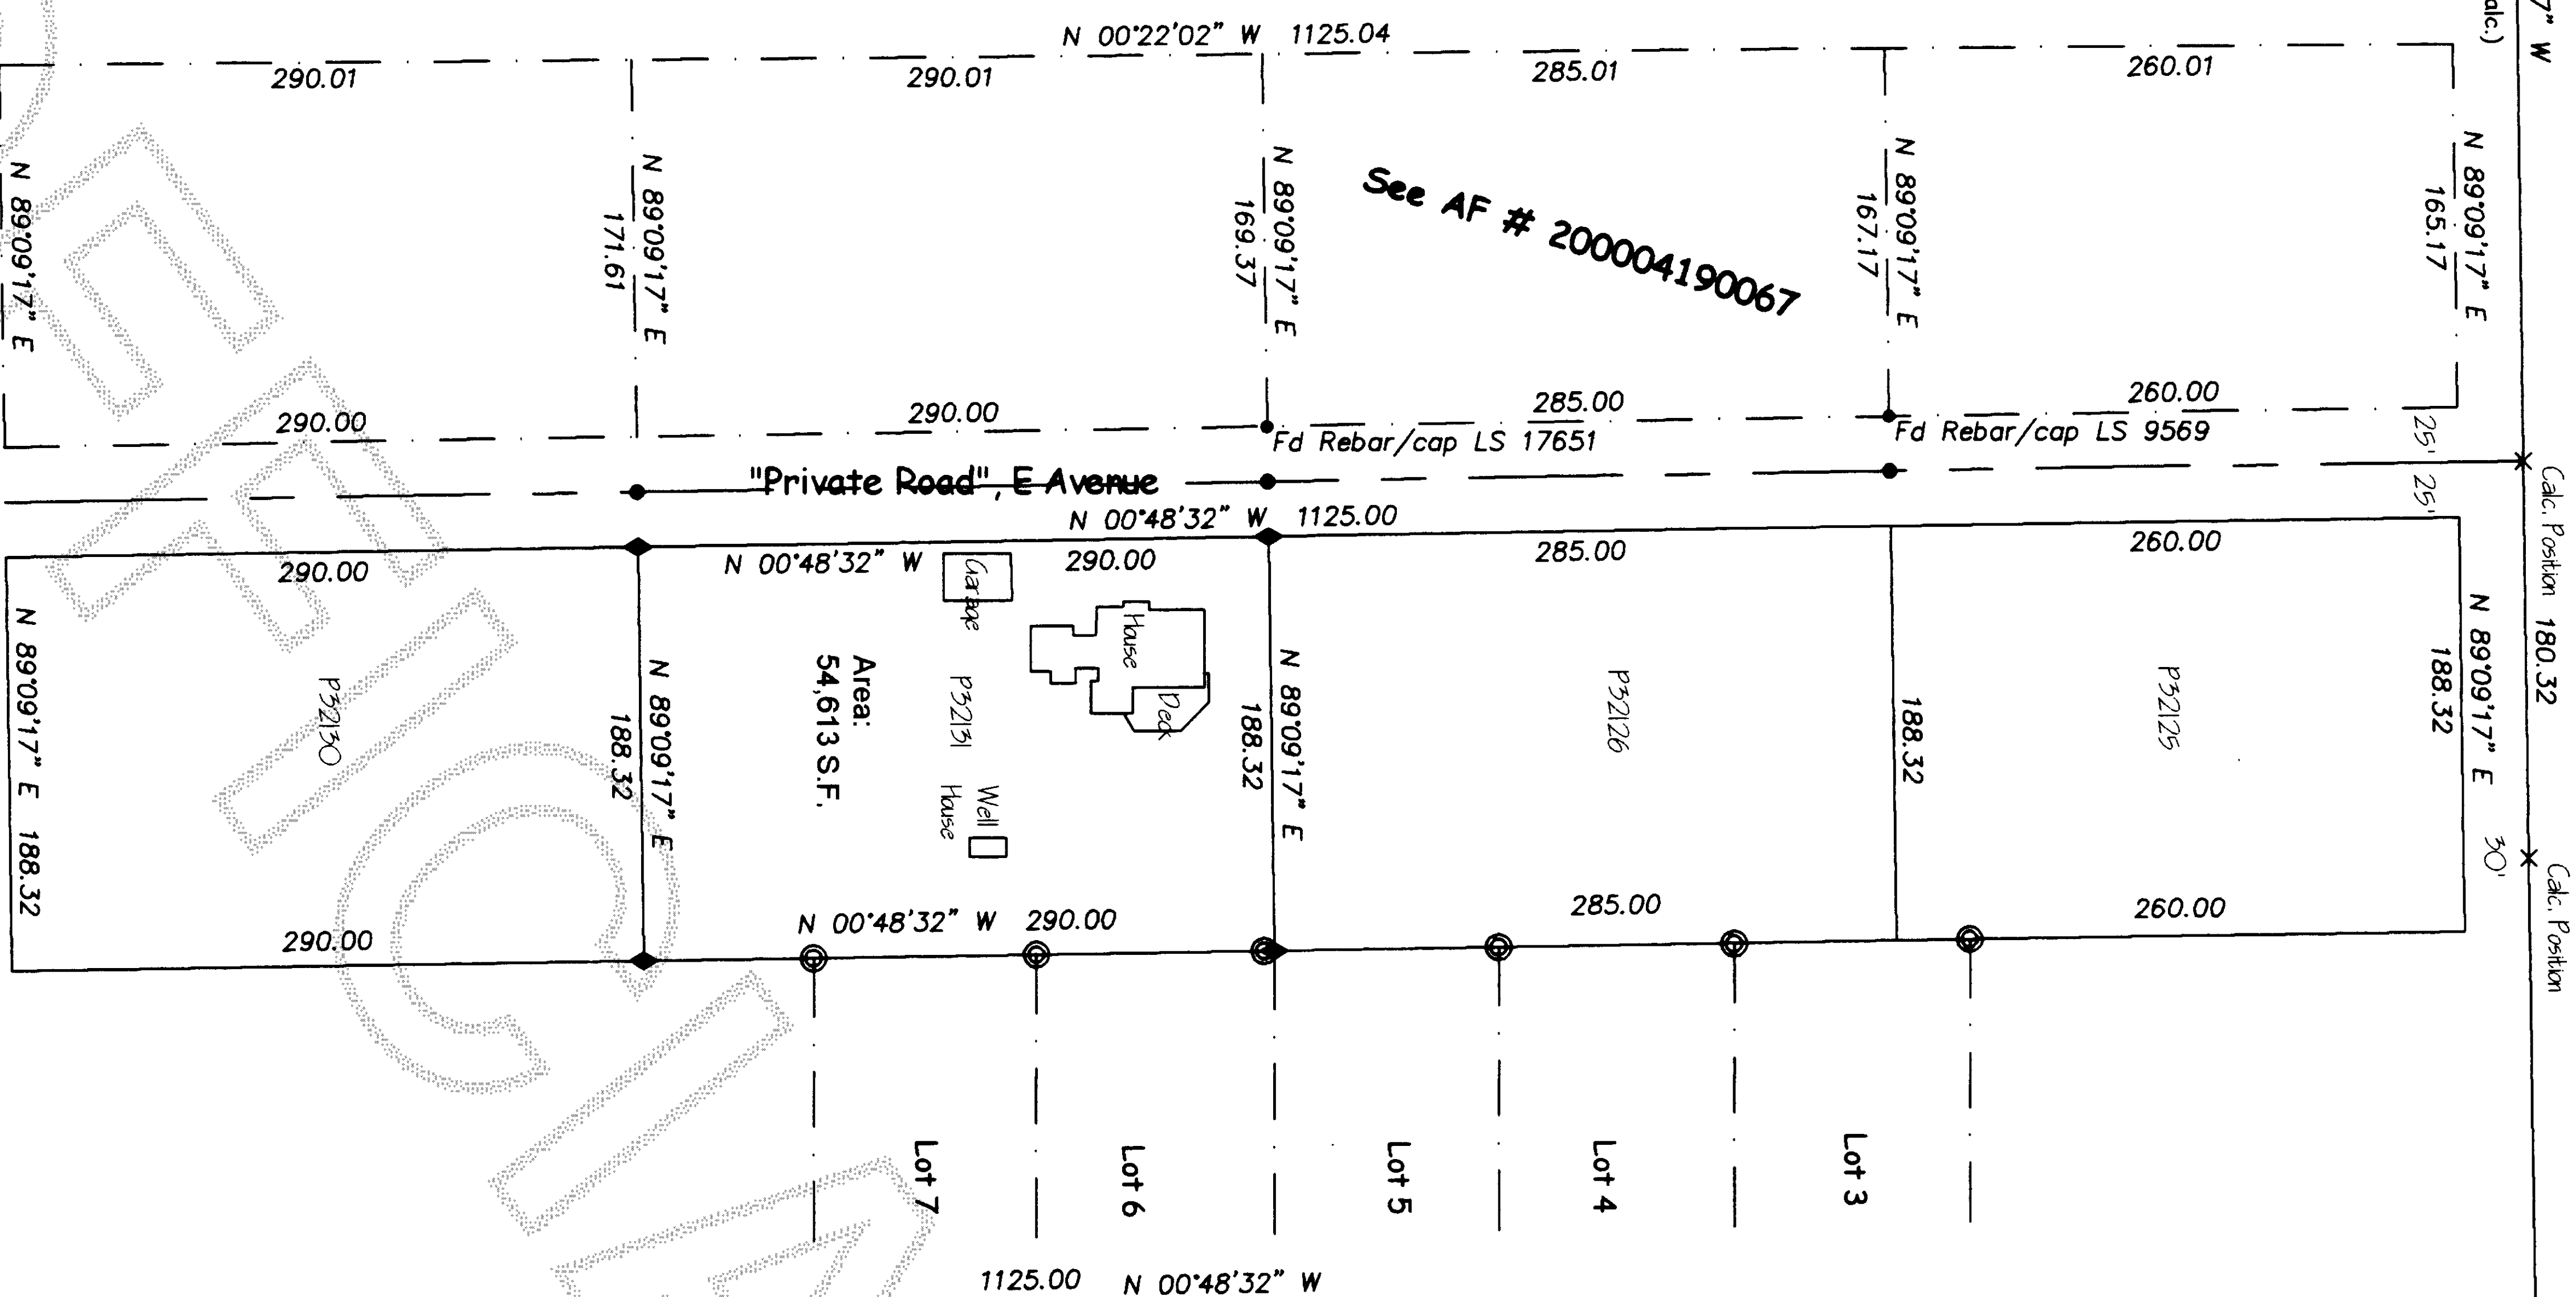 7" W
alc.)
N 00°22'02" W 1125.04
290.01
290.01
285.01
260.01
N 89°09'17" E
N 89°09'17" E
171.61
N 89°09'17" E
169.37
See AF # 200004190067
N 89°09'17" E
167.17
N 89°09'17" E
165.17
290.00
290.00
285.00
260.00
Fd Rebar/cap LS 17651
Fd Rebar/cap LS 9569
25'
25'
"Private Road", E Avenue
N 00°48'32" W 1125.00
290.00
N 00°48'32" W
290.00
285.00
260.00
Calc. Position 180.32
Garage
House
Deck
Area:
54,613 S.F.
P32131
Well
House
P32130
P32126
P32125
N 89°09'17" E 188.32
N 89°09'17" E
188.32
N 89°09'17" E
188.32
188.32
N 89°09'17" E
188.32
30'
Calc. Position
290.00
N 00°48'32" W 290.00
285.00
260.00
Lot 7
Lot 6
Lot 5
Lot 4
Lot 3
1125.00 N 00°48'32" W